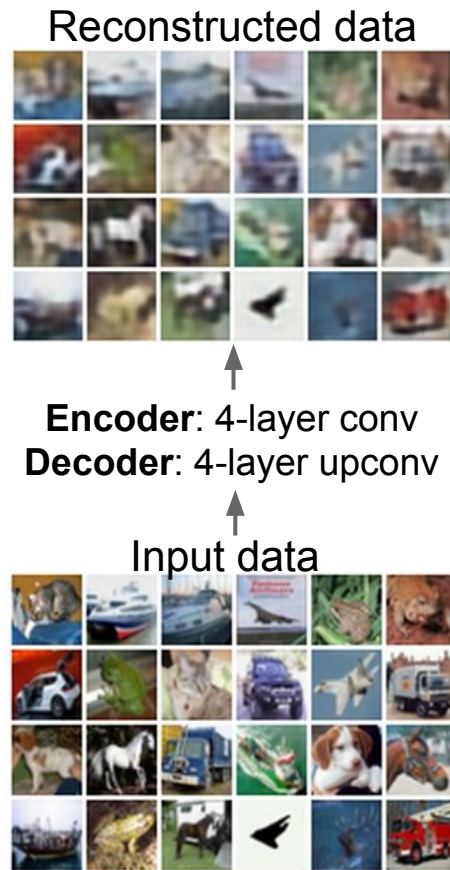 Reconstructed data
Encoder: 4-layer conv
Decoder: 4-layer upconv
Input data